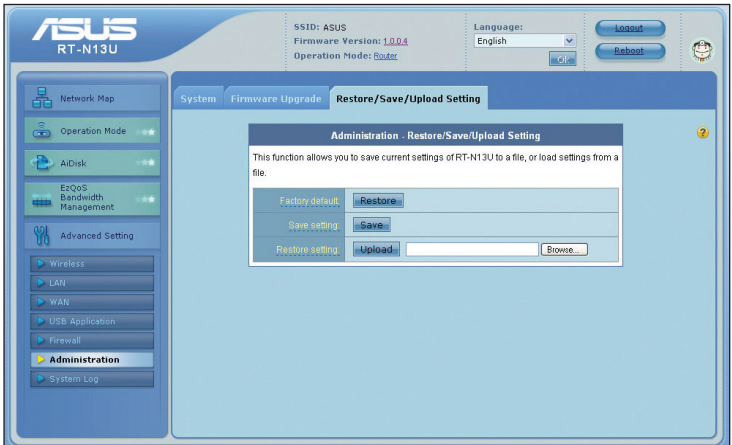 ASUS
RT-N13U
SSID: ASUS
Firmware Version: 1.0.0.4
Operation Mode: Router
Language:
English
OK
Logout
Reboot
Network Map
Operation Mode
AiDisk
EzQoS
Bandwidth
Management
Advanced Setting
Wireless
LAN
WAN
USB Application
Firewall
Administration
System Log
System
Firmware Upgrade
Restore/Save/Upload Setting
Administration - Restore/Save/Upload Setting
This function allows you to save current settings of RT-N13U to a file, or load settings from a
file.
Factory default:
Restore
Save setting:
Save
Restore setting:
Upload
Browse...
?